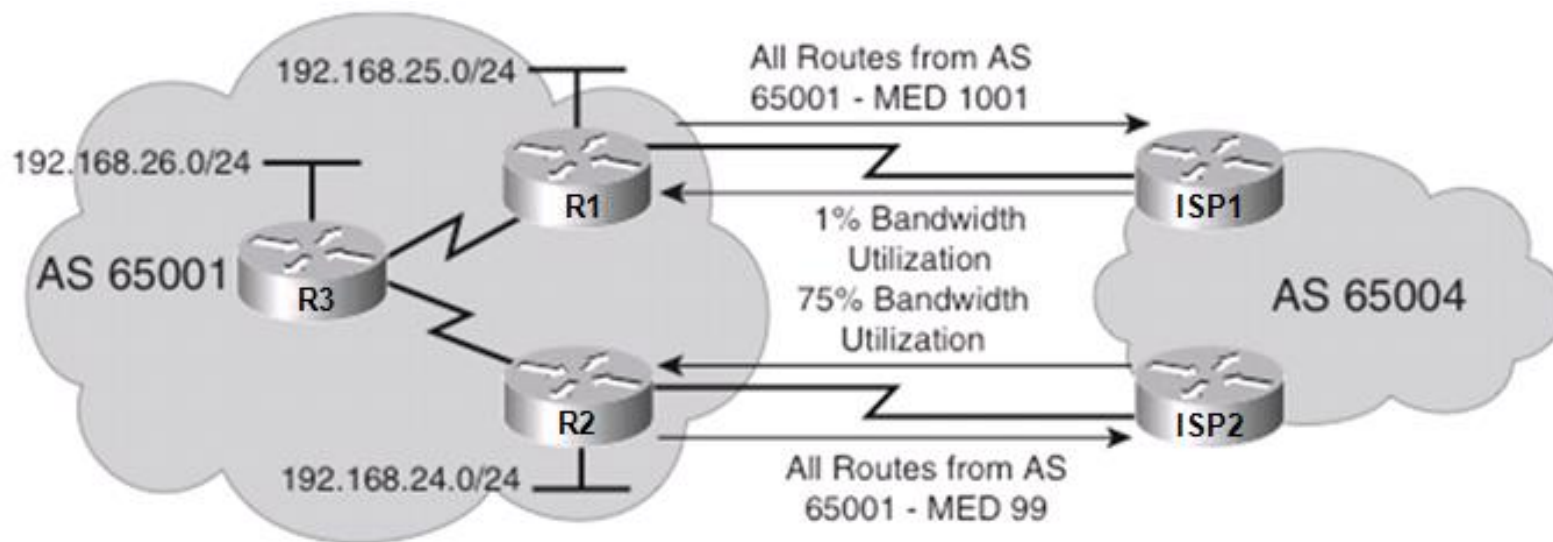 192.168.25.0/24
All Routes from AS
65001 - MED 1001
192.168.26.0/24
R1
ISP1
1% Bandwidth
Utilization
AS 65001
R3
75% Bandwidth
Utilization
AS 65004
R2
ISP2
192.168.24.0/24
All Routes from AS
65001 - MED 99